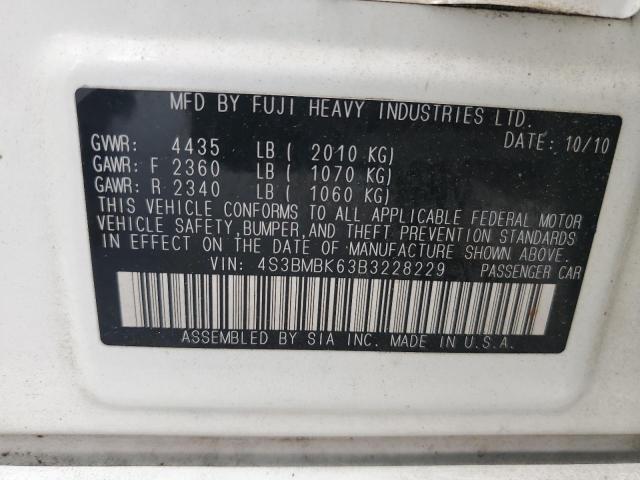 MFD BY FUJI HEAVY INDUSTRIES LTD.
DATE: 10/10
GVWR: 4435 LB ( 2010 KG)
GAWR: F 2360 LB ( 1070 KG)
GAWR: R 2340 LB ( 1060 KG)
THIS VEHICLE CONFORMS TO ALL APPLICABLE FEDERAL MOTOR
VEHICLE SAFETY, BUMPER, AND THEFT PREVENTION STANDARDS
IN EFFECT ON THE DATE OF MANUFACTURE SHOWN ABOVE.
VIN: 4S3BMBK63B3228229 PASSENGER CAR
ASSEMBLED BY SIA INC. MADE IN U.S.A.